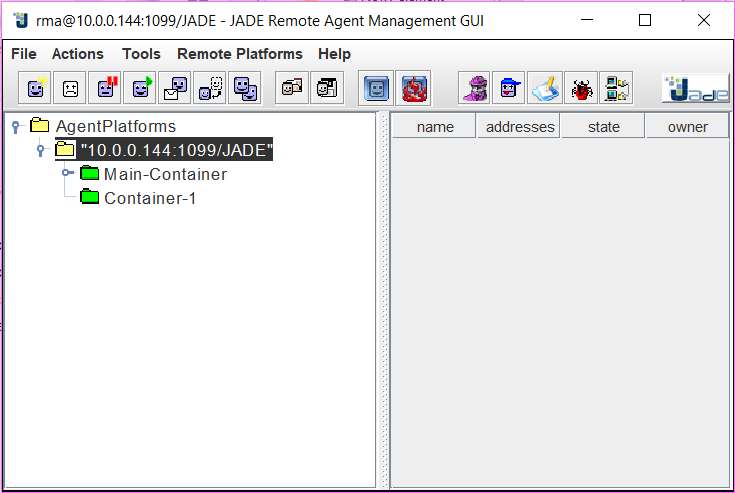 rma@10.0.0.144:1099/JADE - JADE Remote Agent Management GUI
File Actions Tools Remote Platforms Help
Jade
AgentPlatforms
"10.0.0.144:1099/JADE"
Main-Container
Container-1
name addresses state owner